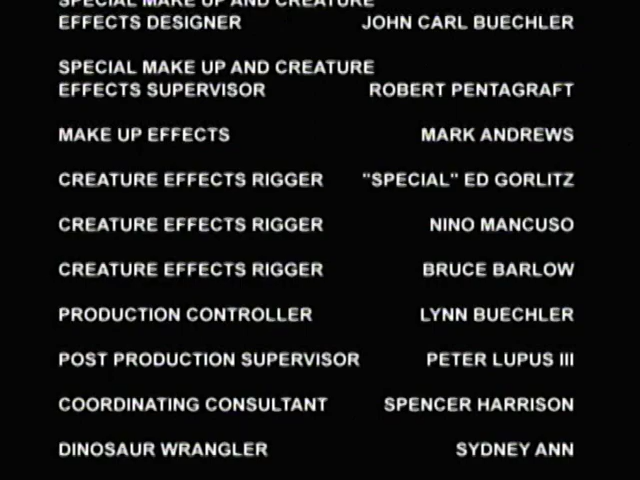 SPECIAL MAKE UP AND CREATURE
EFFECTS DESIGNER JOHN CARL BUECHLER
SPECIAL MAKE UP AND CREATURE
EFFECTS SUPERVISOR ROBERT PENTAGRAFT
MAKE UP EFFECTS MARK ANDREWS
CREATURE EFFECTS RIGGER "SPECIAL" ED GORLITZ
CREATURE EFFECTS RIGGER NINO MANCUSO
CREATURE EFFECTS RIGGER BRUCE BARLOW
PRODUCTION CONTROLLER LYNN BUECHLER
POST PRODUCTION SUPERVISOR PETER LUPUS III
COORDINATING CONSULTANT SPENCER HARRISON
DINOSAUR WRANGLER SYDNEY ANN